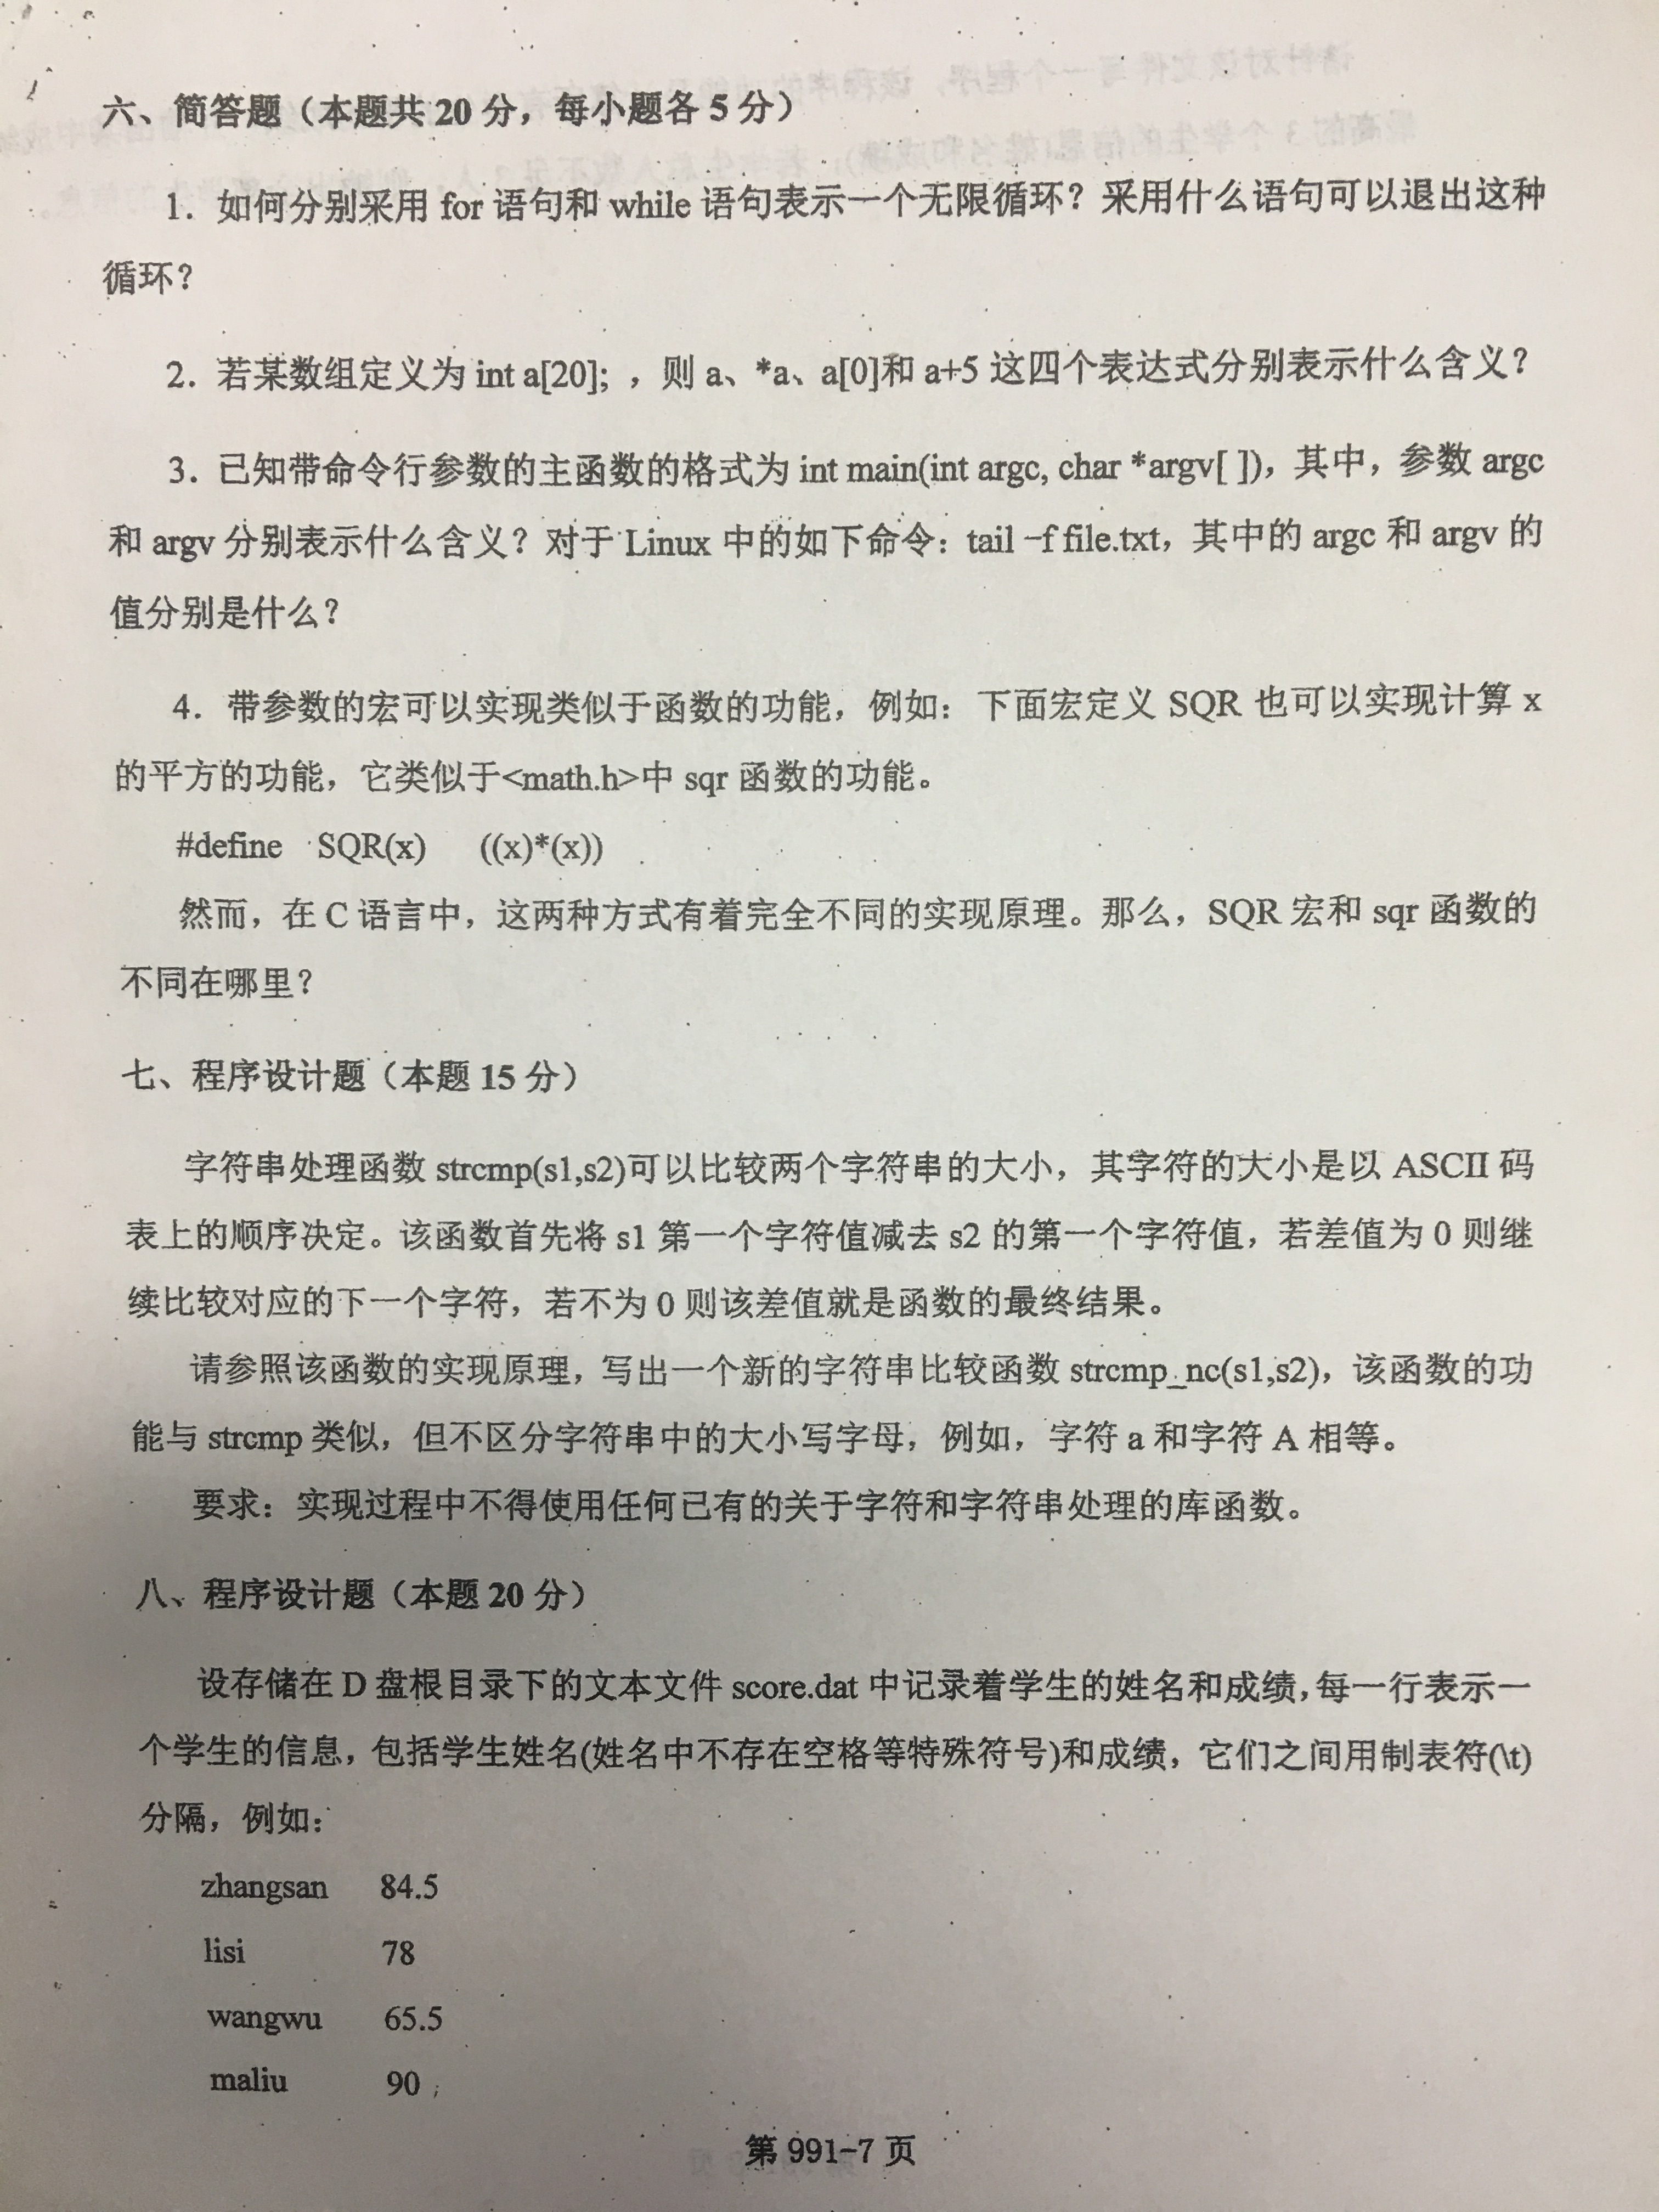 六、简答题（本题共 20 分，每小题各 5 分）
1. 如何分别采用 for 语句和 while 语句表示一个无限循环？采用什么语句可以退出这种
循环？
2. 若某数组定义为 int a[20]; ，则 a、*a、a[0]和 a+5 这四个表达式分别表示什么含义？
3. 已知带命令行参数的主函数的格式为 int main(int argc, char *argv[ ])，其中，参数 argc
和 argv 分别表示什么含义？对于 Linux 中的如下命令：tail –f file.txt，其中的 argc 和 argv 的
值分别是什么？
4. 带参数的宏可以实现类似于函数的功能，例如：下面宏定义 SQR 也可以实现计算 x
的平方的功能，它类似于<math.h>中 sqr 函数的功能。
#define SQR(x) ((x)*(x))
然而，在 C 语言中，这两种方式有着完全不同的实现原理。那么，SQR 宏和 sqr 函数的
不同在哪里？
七、程序设计题（本题 15 分）
字符串处理函数 strcmp(s1,s2)可以比较两个字符串的大小，其字符的大小是以 ASCII 码
表上的顺序决定。该函数首先将 s1 第一个字符值减去 s2 的第一个字符值，若差值为 0 则继
续比较对应的下一个字符，若不为 0 则该差值就是函数的最终结果。
请参照该函数的实现原理，写出一个新的字符串比较函数 strcmp_nc(s1,s2)，该函数的功
能与 strcmp 类似，但不区分字符串中的大小写字母，例如，字符 a 和字符 A 相等。
要求：实现过程中不得使用任何已有的关于字符和字符串处理的库函数。
八、程序设计题（本题 20 分）
设存储在 D 盘根目录下的文本文件 score.dat 中记录着学生的姓名和成绩，每一行表示一
个学生的信息，包括学生姓名(姓名中不存在空格等特殊符号)和成绩，它们之间用制表符(\t)
分隔，例如：
zhangsan 84.5
lisi 78
wangwu 65.5
maliu 90
第 991-7 页